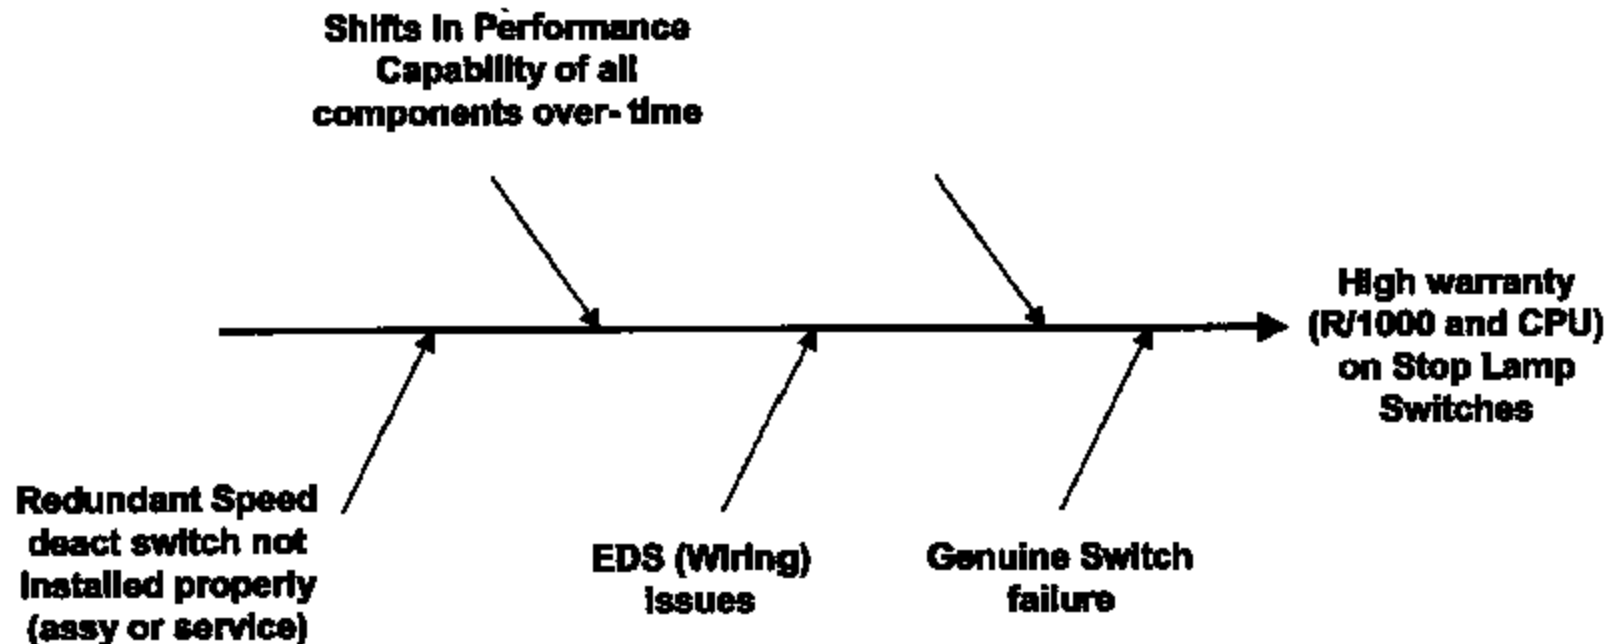 Shifts In Performance
Capability of all
components over- time
High warranty
(R/1000 and CPU)
on Stop Lamp
Switches
Redundant Speed
deact switch not
Installed properly
(assy or service)
EDS (Wiring)
Issues
Genuine Switch
failure